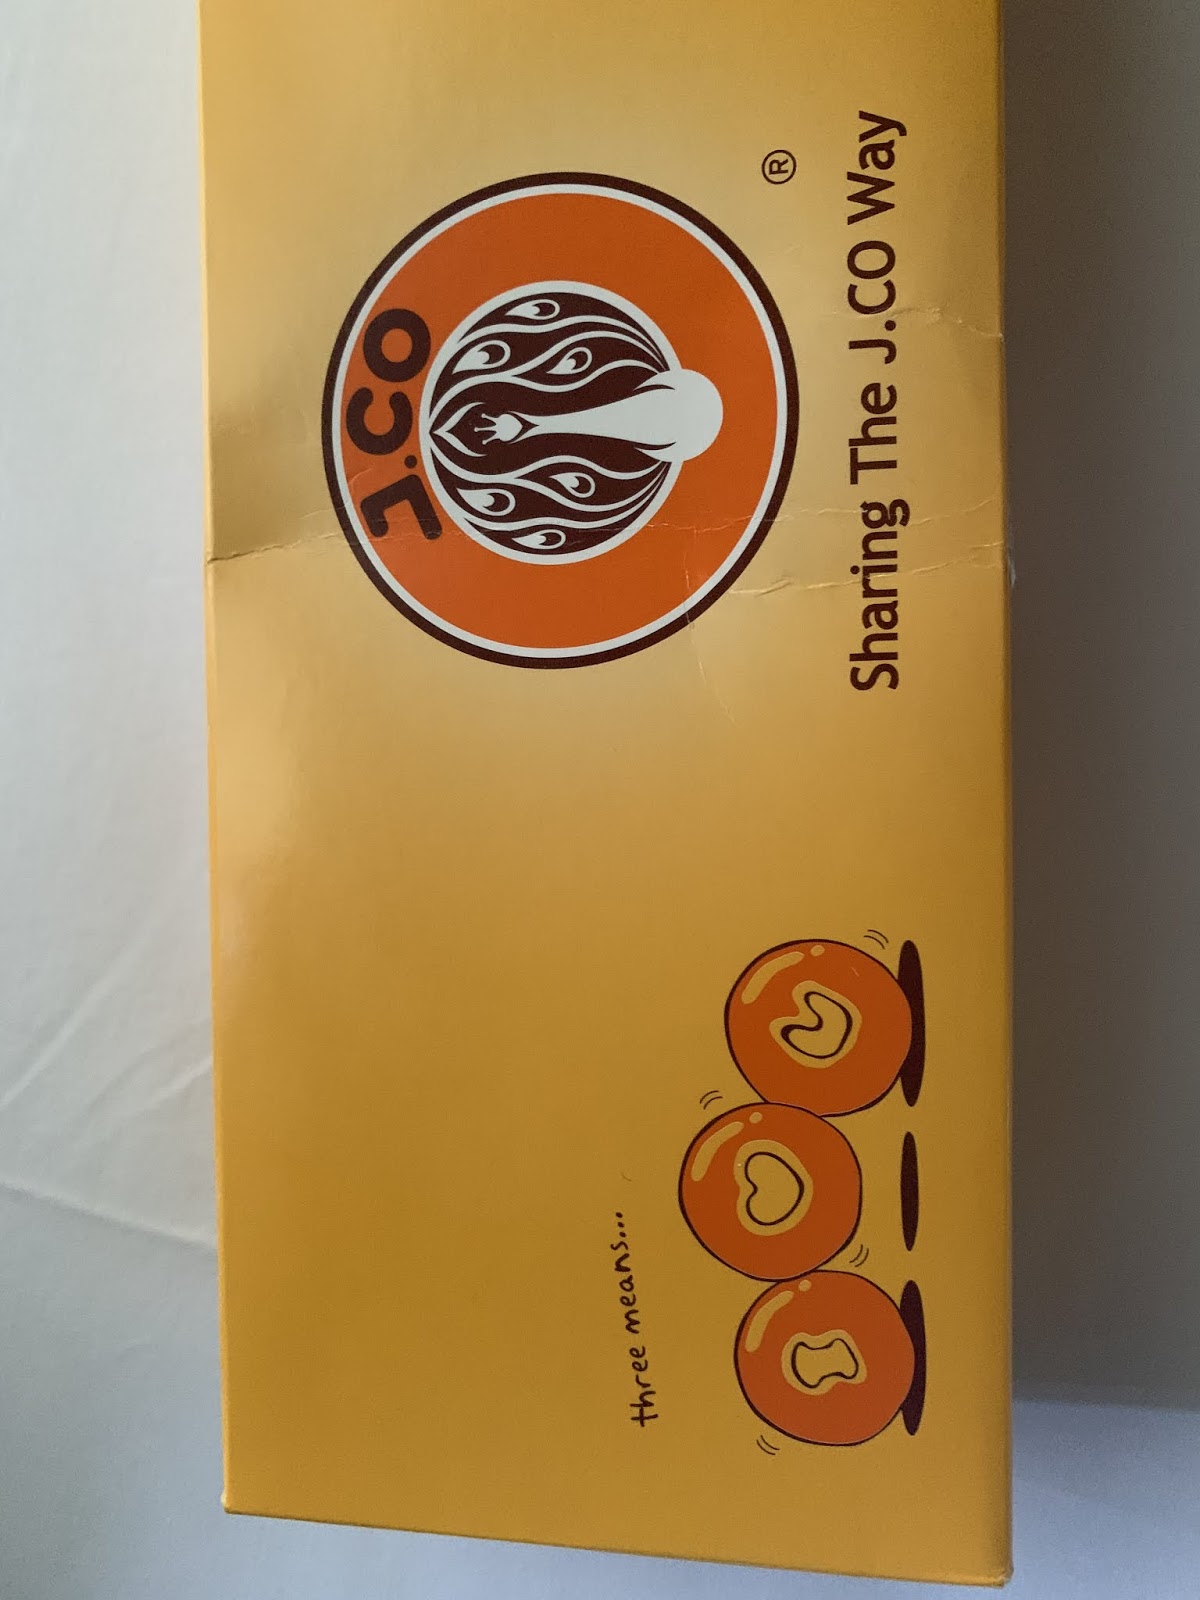 three means...
J.CO
®
Sharing The J.CO Way